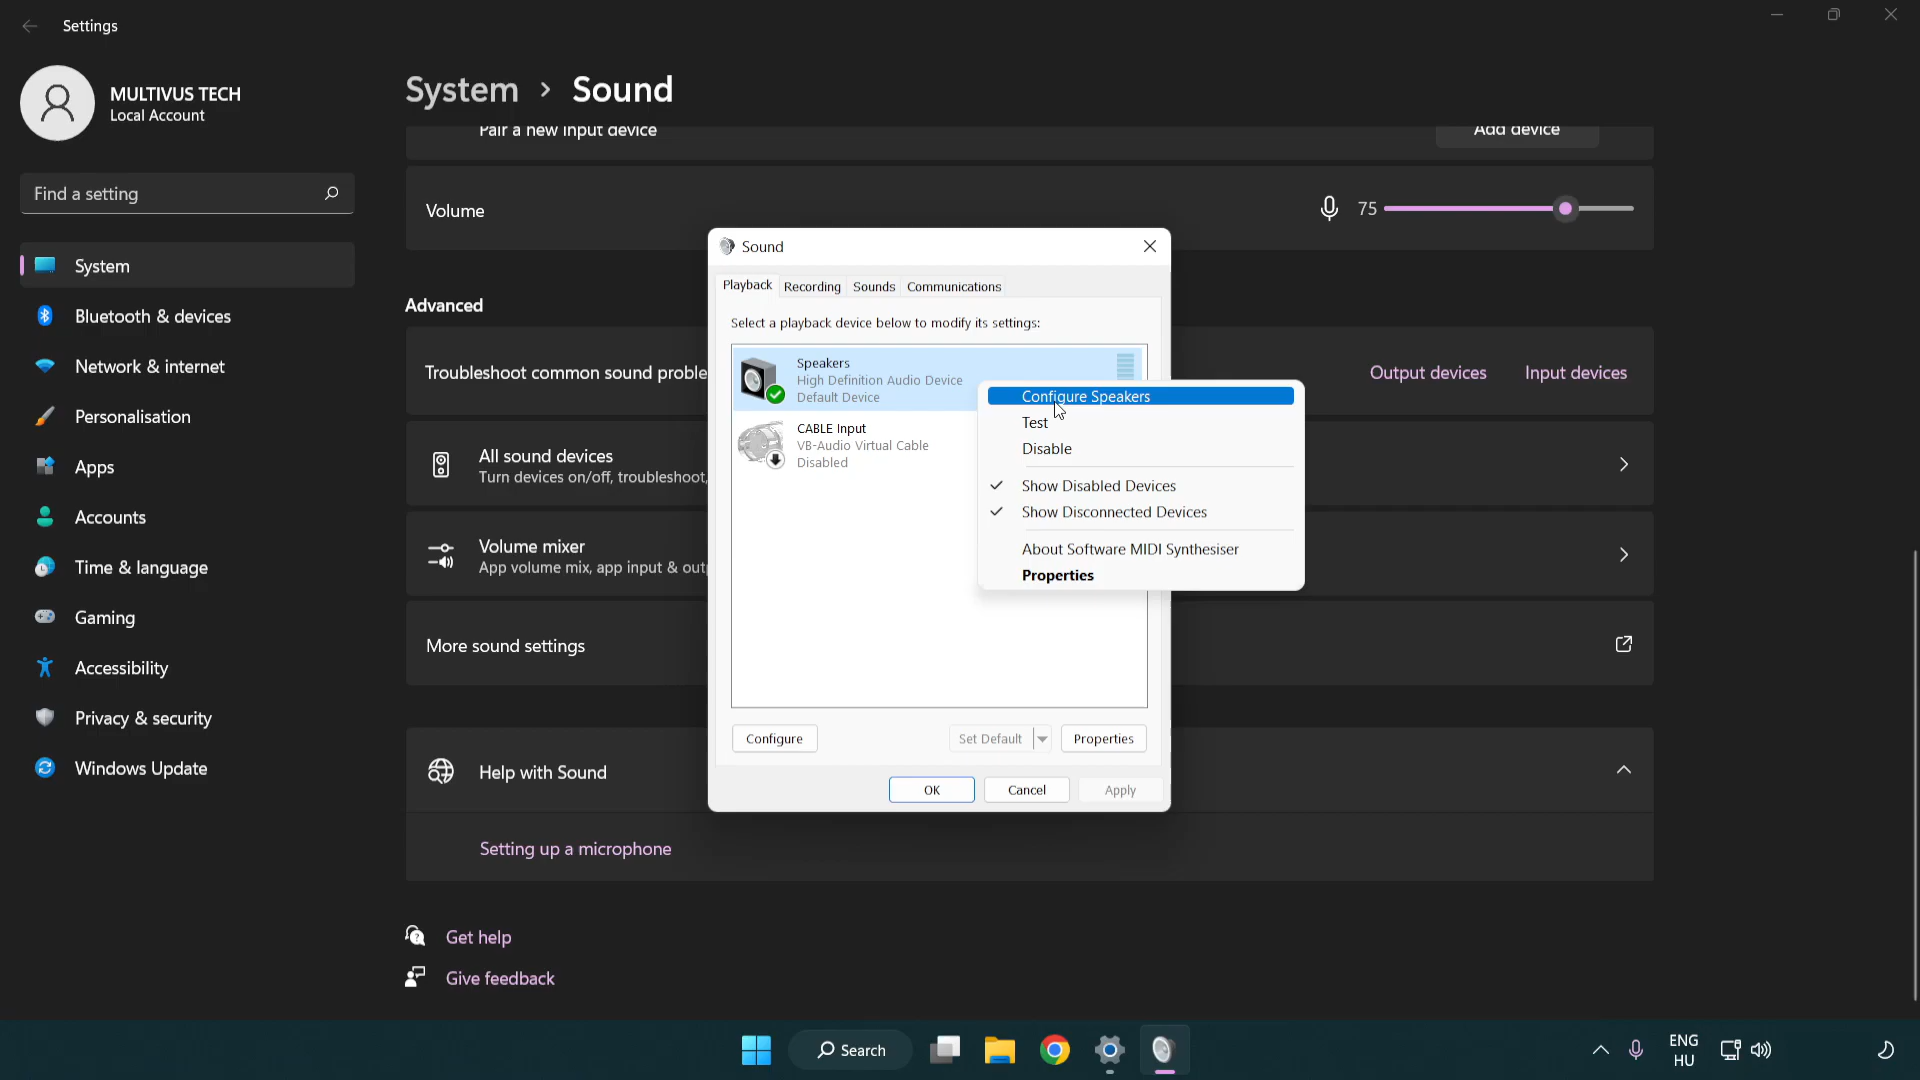 Settings
MULTIVUS TECH
Local Account
Find a setting
System
Bluetooth & devices
Network & internet
Personalisation
Apps
Accounts
Time & language
Gaming
Accessibility
Privacy & security
Windows Update
System › Sound
Pair a new input device
Add device
Volume
75
Advanced
Troubleshoot common sound proble
Output devices
Input devices
All sound devices
Turn devices on/off, troubleshoot,
Volume mixer
App volume mix, app input & out
More sound settings
Help with Sound
Setting up a microphone
Get help
Give feedback
Sound
Playback
Recording
Sounds
Communications
Select a playback device below to modify its settings:
Speakers
High Definition Audio Device
Default Device
CABLE Input
VB-Audio Virtual Cable
Disabled
Configure Speakers
Test
Disable
Show Disabled Devices
Show Disconnected Devices
About Software MIDI Synthesiser
Properties
Configure
Set Default
Properties
OK
Cancel
Apply
Search
ENG
HU